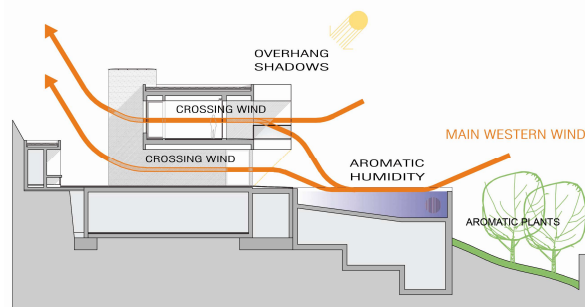 OVERHANG
SHADOWS
CROSSING WIND
MAIN WESTERN WIND
CROSSING WIND
AROMATIC
HUMIDITY
AROMATIC PLANTS